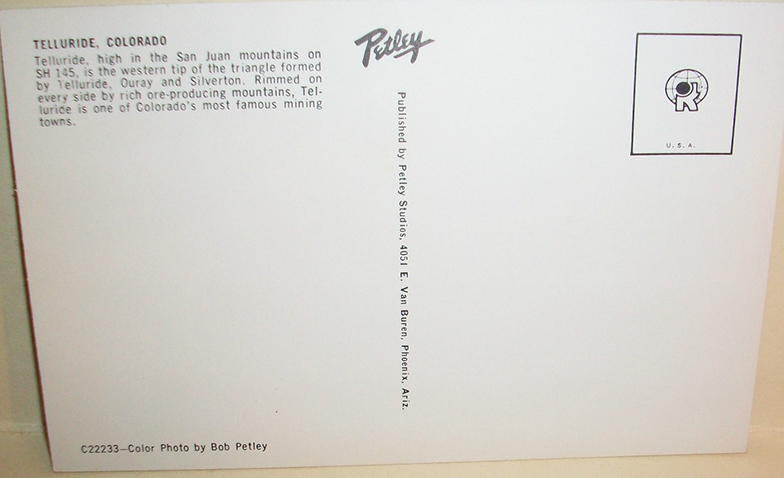 TELLURIDE, COLORADO
Telluride, high in the San Juan mountains on
SH 145, is the western tip of the triangle formed
by Telluride, Ouray and Silverton. Rimmed on
every side by rich ore-producing mountains, Tel-
luride is one of Colorado's most famous mining
towns.
Petley
Published by Petley Studios, 4051 E. Van Buren, Phoenix, Ariz.
U.S.A.
C22233—Color Photo by Bob Petley